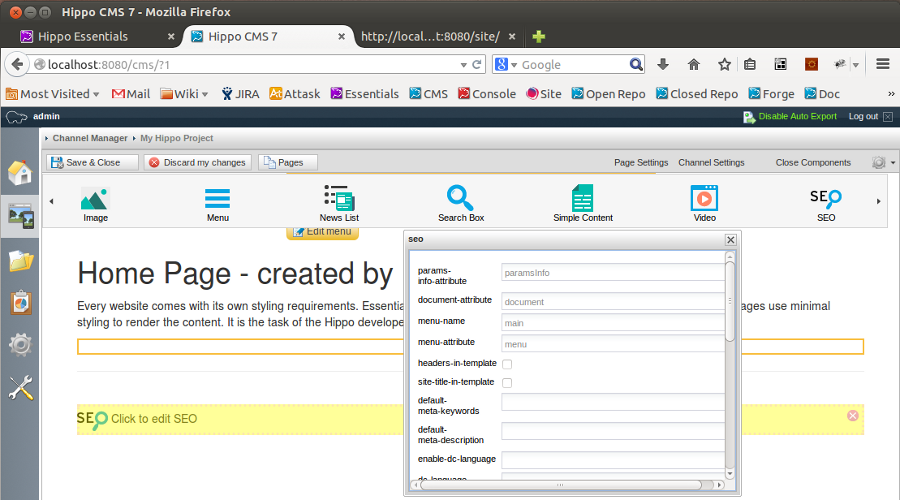 Hippo CMS 7 - Mozilla Firefox
Hippo Essentials
Hippo CMS 7
http://local...t:8080/site/
localhost:8080/cms/?1
Google
Most Visited
Gmail
Wiki
JIRA
Attask
Essentials
CMS
Console
Site
Open Repo
Closed Repo
Forge
Doc
admin
Disable Auto Export
Log out
Channel Manager
My Hippo Project
Save & Close
Discard my changes
Pages
Page Settings
Channel Settings
Close Components
Image
Menu
News List
Search Box
Simple Content
Video
SEO
SEO
Edit menu
Home Page - created by
Every website comes with its own styling requirements. Essentia
ages use minimal
styling to render the content. It is the task of the Hippo develope
SEO Click to edit SEO
seo
params-
info-attribute
paramsInfo
document-attribute
document
menu-name
main
menu-attribute
menu
headers-in-template
site-title-in-template
default-
meta-keywords
default-
meta-description
enable-dc-language
dc-language